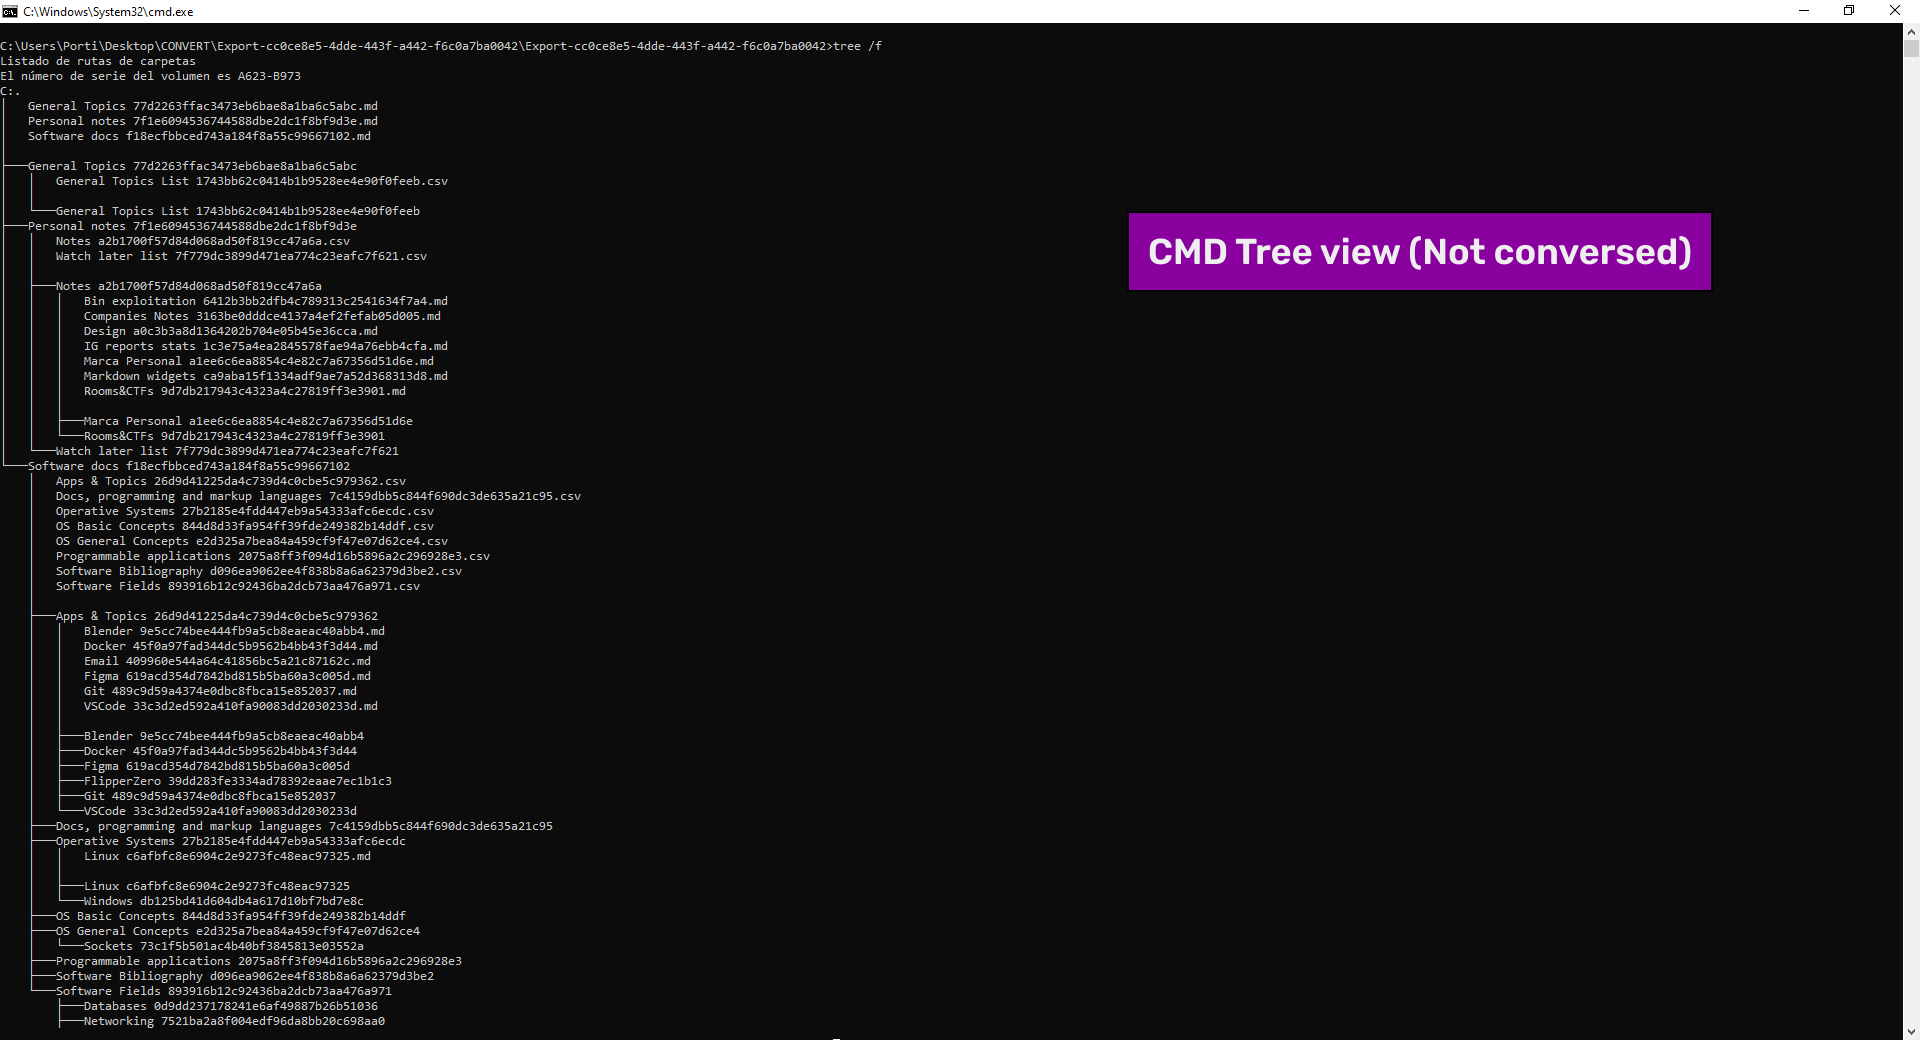 C:\Windows\System32\cmd.exe
C:\Users\Porti\Desktop\CONVERT\Export-cc0ce8e5-4dde-443f-a442-f6c0a7ba0042\Export-cc0ce8e5-4dde-443f-a442-f6c0a7ba0042>tree /f
Listado de rutas de carpetas
El número de serie del volumen es A623-B973
C:.
│   General Topics 77d2263ffac3473eb6bae8a1ba6c5abc.md
│   Personal notes 7f1e6094536744588dbe2dc1f8bf9d3e.md
│   Software docs f18ecfbbced743a184f8a55c99667102.md
│
├───General Topics 77d2263ffac3473eb6bae8a1ba6c5abc
│   │   General Topics List 1743bb62c0414b1b9528ee4e90f0feeb.csv
│   │
│   └───General Topics List 1743bb62c0414b1b9528ee4e90f0feeb
├───Personal notes 7f1e6094536744588dbe2dc1f8bf9d3e
│   │   Notes a2b1700f57d84d068ad50f819cc47a6a.csv
│   │   Watch later list 7f779dc3899d471ea774c23eafc7f621.csv
│   │
│   ├───Notes a2b1700f57d84d068ad50f819cc47a6a
│   │   │   Bin exploitation 6412b3bb2dfb4c789313c2541634f7a4.md
│   │   │   Companies Notes 3163be0dddce4137a4ef2fefab05d005.md
│   │   │   Design a0c3b3a8d1364202b704e05b45e36cca.md
│   │   │   IG reports stats 1c3e75a4ea2845578fae94a76ebb4cfa.md
│   │   │   Marca Personal a1ee6c6ea8854c4e82c7a67356d51d6e.md
│   │   │   Markdown widgets ca9aba15f1334adf9ae7a52d368313d8.md
│   │   │   Rooms&CTFs 9d7db217943c4323a4c27819ff3e3901.md
│   │   │
│   │   ├───Marca Personal a1ee6c6ea8854c4e82c7a67356d51d6e
│   │   └───Rooms&CTFs 9d7db217943c4323a4c27819ff3e3901
│   └───Watch later list 7f779dc3899d471ea774c23eafc7f621
└───Software docs f18ecfbbced743a184f8a55c99667102
    │   Apps & Topics 26d9d41225da4c739d4c0cbe5c979362.csv
    │   Docs, programming and markup languages 7c4159dbb5c844f690dc3de635a21c95.csv
    │   Operative Systems 27b2185e4fdd447eb9a54333afc6ecdc.csv
    │   OS Basic Concepts 844d8d33fa954ff39fde249382b14ddf.csv
    │   OS General Concepts e2d325a7bea84a459cf9f47e07d62ce4.csv
    │   Programmable applications 2075a8ff3f094d16b5896a2c296928e3.csv
    │   Software Bibliography d096ea9062ee4f838b8a6a62379d3be2.csv
    │   Software Fields 893916b12c92436ba2dcb73aa476a971.csv
    │
    ├───Apps & Topics 26d9d41225da4c739d4c0cbe5c979362
    │   │   Blender 9e5cc74bee444fb9a5cb8eaeac40abb4.md
    │   │   Docker 45f0a97fad344dc5b9562b4bb43f3d44.md
    │   │   Email 409960e544a64c41856bc5a21c87162c.md
    │   │   Figma 619acd354d7842bd815b5ba60a3c005d.md
    │   │   Git 489c9d59a4374e0dbc8fbca15e852037.md
    │   │   VSCode 33c3d2ed592a410fa90083dd2030233d.md
    │   │
    │   ├───Blender 9e5cc74bee444fb9a5cb8eaeac40abb4
    │   ├───Docker 45f0a97fad344dc5b9562b4bb43f3d44
    │   ├───Figma 619acd354d7842bd815b5ba60a3c005d
    │   ├───FlipperZero 39dd283fe3334ad78392eaae7ec1b1c3
    │   ├───Git 489c9d59a4374e0dbc8fbca15e852037
    │   └───VSCode 33c3d2ed592a410fa90083dd2030233d
    ├───Docs, programming and markup languages 7c4159dbb5c844f690dc3de635a21c95
    ├───Operative Systems 27b2185e4fdd447eb9a54333afc6ecdc
    │   │   Linux c6afbfc8e6904c2e9273fc48eac97325.md
    │   │
    │   ├───Linux c6afbfc8e6904c2e9273fc48eac97325
    │   └───Windows db125bd41d604db4a617d10bf7bd7e8c
    ├───OS Basic Concepts 844d8d33fa954ff39fde249382b14ddf
    ├───OS General Concepts e2d325a7bea84a459cf9f47e07d62ce4
    │   └───Sockets 73c1f5b501ac4b40bf3845813e03552a
    ├───Programmable applications 2075a8ff3f094d16b5896a2c296928e3
    ├───Software Bibliography d096ea9062ee4f838b8a6a62379d3be2
    └───Software Fields 893916b12c92436ba2dcb73aa476a971
        ├───Databases 0d9dd237178241e6af49887b26b51036
        ├───Networking 7521ba2a8f004edf96da8bb20c698aa0
CMD Tree view (Not conversed)